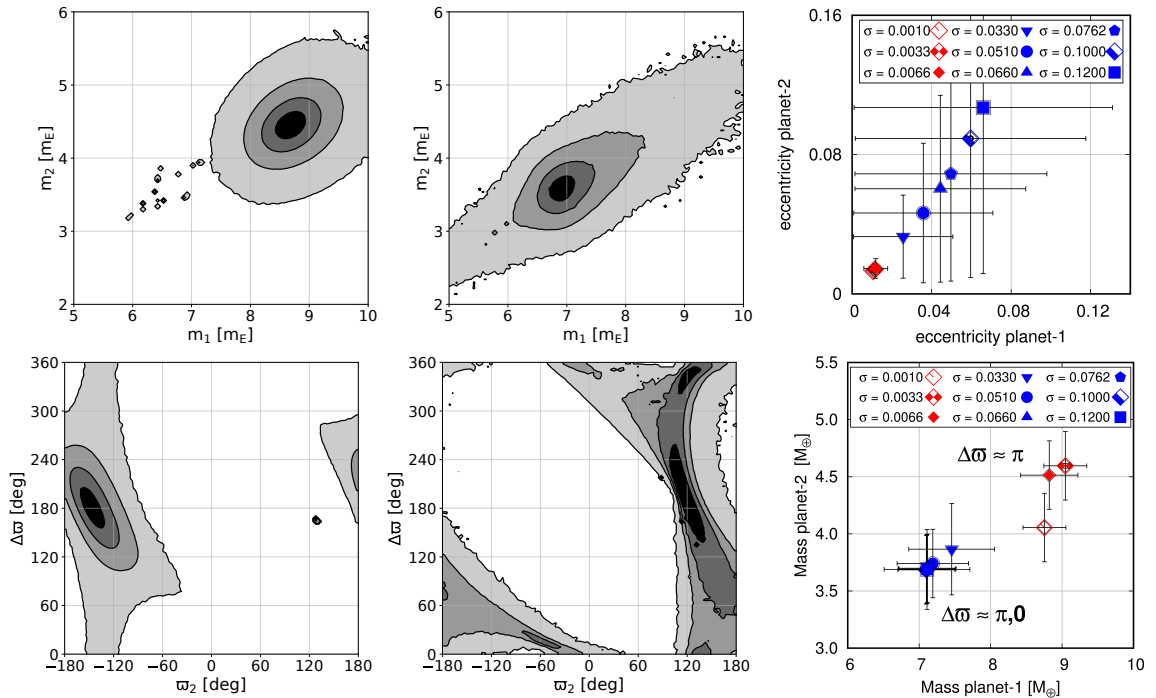 6
5
4
3
2
5 6 7 8 9 10
m₁ [mE]
m₂ [mE]
6
5
4
3
2
5 6 7 8 9 10
m₁ [mE]
m₂ [mE]
0.16
0.08
0
0.04 0.08 0.12
eccentricity planet-1
eccentricity planet-2
σ = 0.0010 σ = 0.0330 σ = 0.0762
σ = 0.0033 σ = 0.0510 σ = 0.1000
σ = 0.0066 σ = 0.0660 σ = 0.1200
360
300
240
180
120
60
0
−180 −120 −60 0 60 120 180
ϖ₂ [deg]
Δϖ [deg]
360
300
240
180
120
60
0
−180 −120 −60 0 60 120 180
ϖ₂ [deg]
Δϖ [deg]
5.5
5.0
4.5
4.0
3.5
3.0
6 7 8 9 10
Mass planet-1 [M⊕]
Mass planet-2 [M⊕]
σ = 0.0010 σ = 0.0330 σ = 0.0762
σ = 0.0033 σ = 0.0510 σ = 0.1000
σ = 0.0066 σ = 0.0660 σ = 0.1200
Δϖ ≈ π
Δϖ ≈ π,0